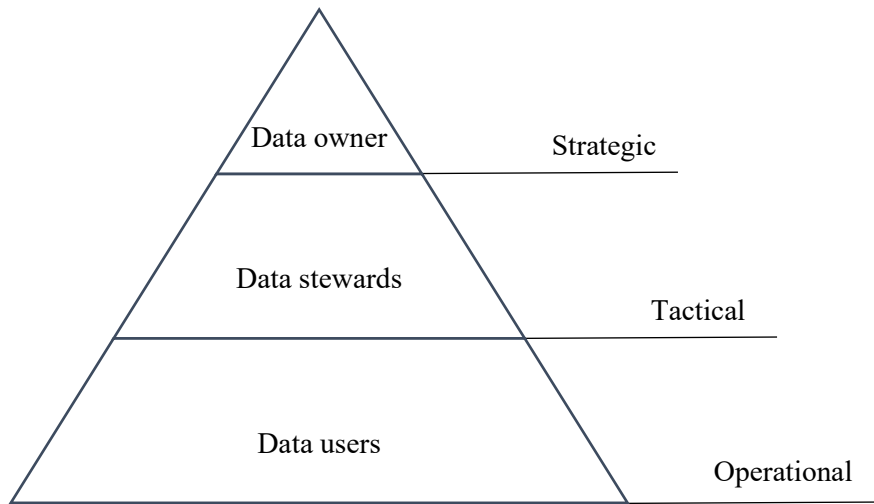 Data owner
Strategic
Data stewards
Tactical
Data users
Operational